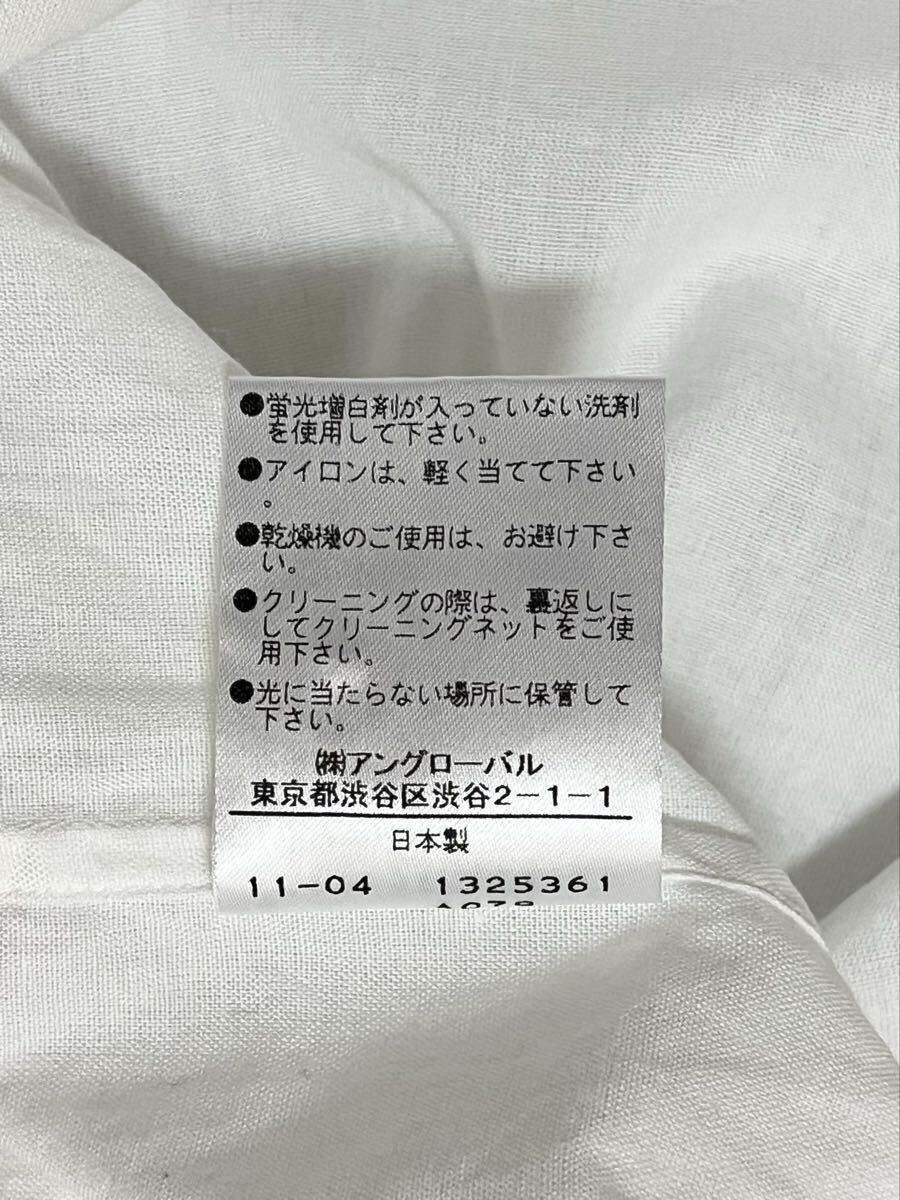 ●蛍光増白剤が入っていない洗剤
を使用して下さい。
●アイロンは、軽く当てて下さい
。
●乾燥機のご使用は、お避け下さ
い。
●クリーニングの際は、裏返しに
してクリーニングネットをご使
用下さい。
●光に当たらない場所に保管して
下さい。
㈱アングローバル
東京都渋谷区渋谷2-1-1
日本製
11-04 1325361